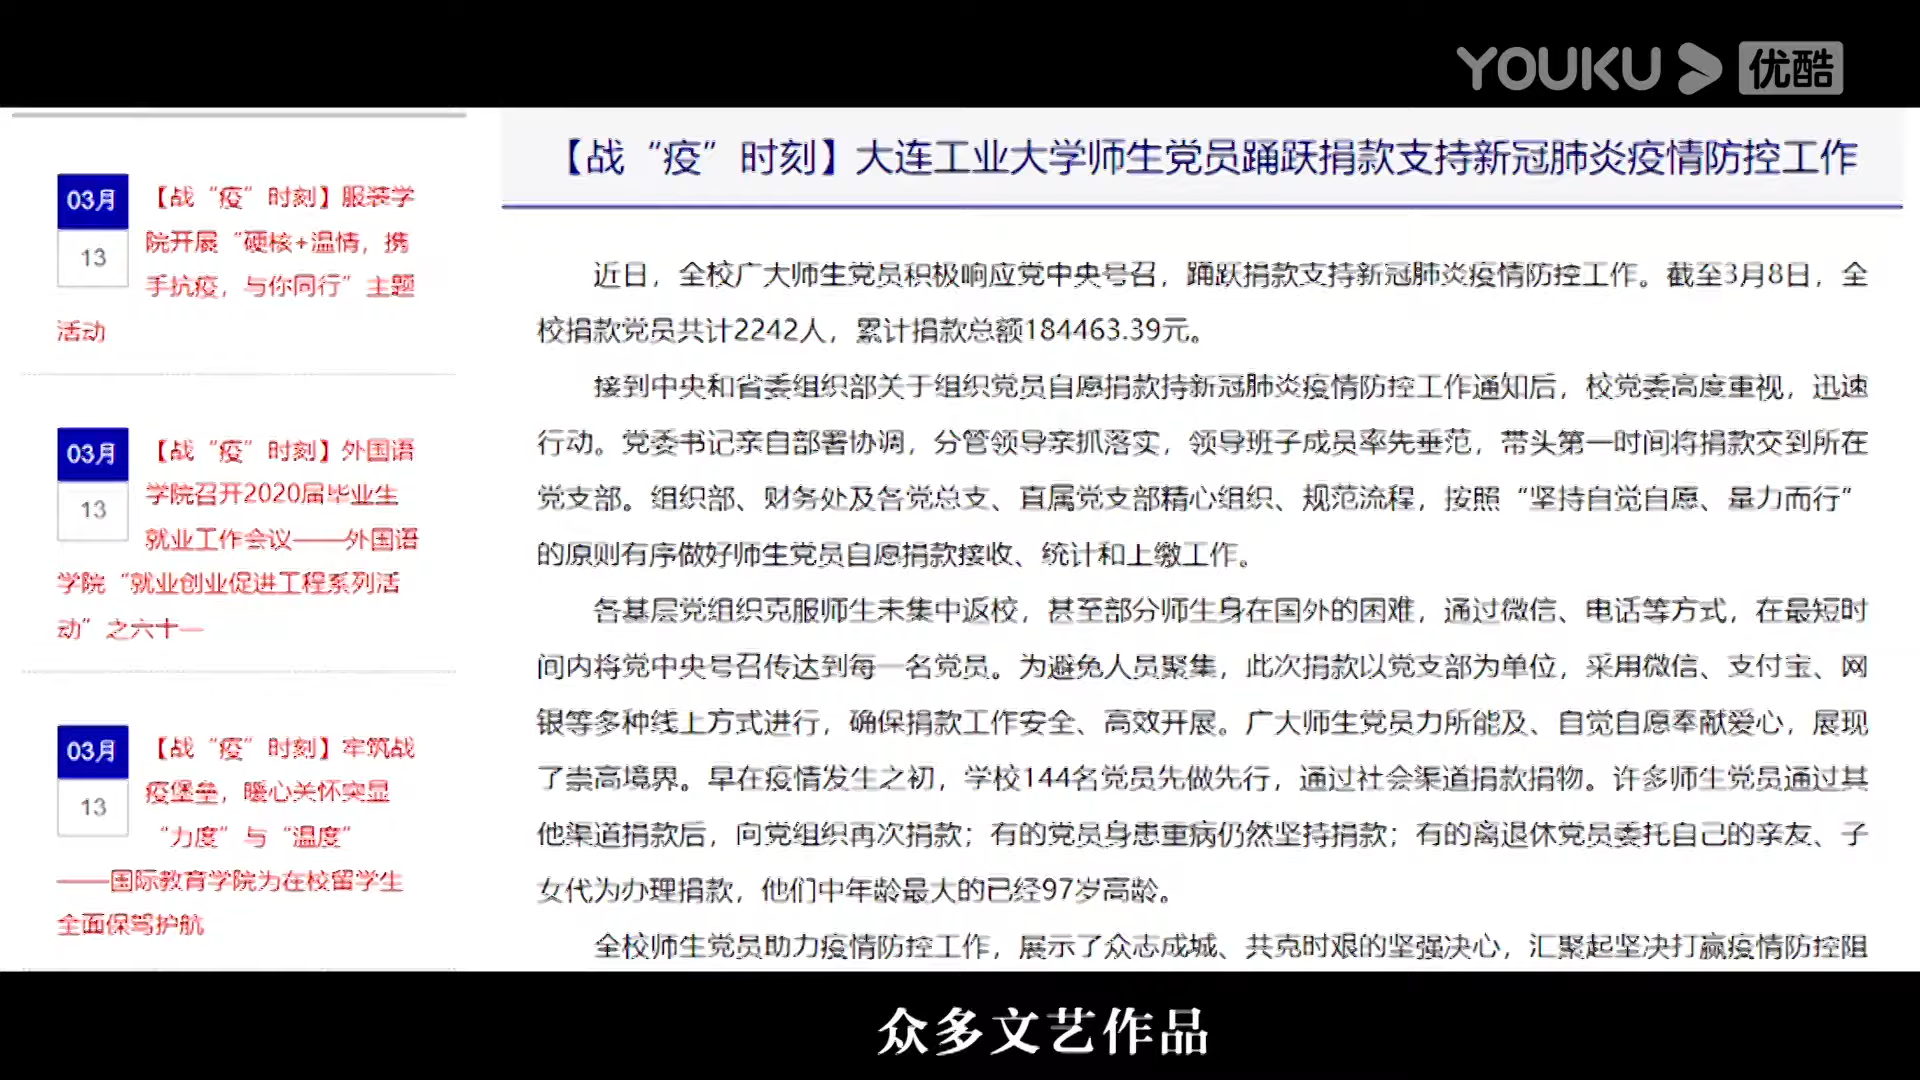 YOUKU 优酷
03月
13
【战“疫”时刻】服装学
院开展“硬核+温情，携
手抗疫，与你同行”主题
活动
03月
13
【战“疫”时刻】外国语
学院召开2020届毕业生
就业工作会议——外国语
学院“就业创业促进工程系列活
动”之六十一
03月
13
【战“疫”时刻】牢筑战
疫堡垒，暖心关怀突显
“力度”与“温度”
——国际教育学院为在校留学生
全面保驾护航
【战“疫”时刻】大连工业大学师生党员踊跃捐款支持新冠肺炎疫情防控工作
近日，全校广大师生党员积极响应党中央号召，踊跃捐款支持新冠肺炎疫情防控工作。截至3月8日，全
校捐款党员共计2242人，累计捐款总额184463.39元。
接到中央和省委组织部关于组织党员自愿捐款持新冠肺炎疫情防控工作通知后，校党委高度重视，迅速
行动。党委书记亲自部署协调，分管领导亲抓落实，领导班子成员率先垂范，带头第一时间将捐款交到所在
党支部。组织部、财务处及各党总支、直属党支部精心组织、规范流程，按照“坚持自觉自愿、量力而行”
的原则有序做好师生党员自愿捐款接收、统计和上缴工作。
各基层党组织克服师生未集中返校，甚至部分师生身在国外的困难，通过微信、电话等方式，在最短时
间内将党中央号召传达到每一名党员。为避免人员聚集，此次捐款以党支部为单位，采用微信、支付宝、网
银等多种线上方式进行，确保捐款工作安全、高效开展。广大师生党员力所能及、自觉自愿奉献爱心，展现
了崇高境界。早在疫情发生之初，学校144名党员先做先行，通过社会渠道捐款捐物。许多师生党员通过其
他渠道捐款后，向党组织再次捐款；有的党员身患重病仍然坚持捐款；有的离退休党员委托自己的亲友、子
女代为办理捐款，他们中年龄最大的已经97岁高龄。
全校师生党员助力疫情防控工作，展示了众志成城、共克时艰的坚强决心，汇聚起坚决打赢疫情防控阻
众多文艺作品